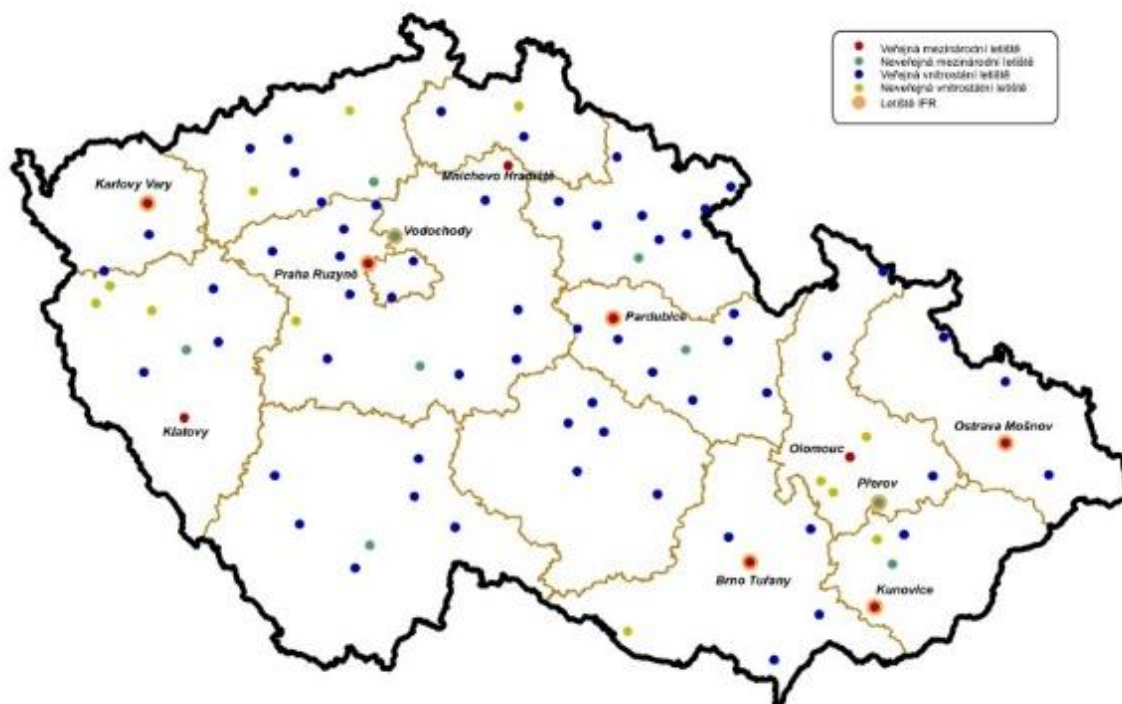 Veřejná mezinárodní letiště
Neveřejná mezinárodní letiště
Veřejná vnitrostání letiště
Neveřejná vnitrostátní letiště
Letiště IFR
Mnichovo Hradiště
Karlovy Vary
Vodochody
Praha Ruzyně
Pardubice
Klatovy
Olomouc
Ostrava Mošnov
Přerov
Brno Tuřany
Kunovice